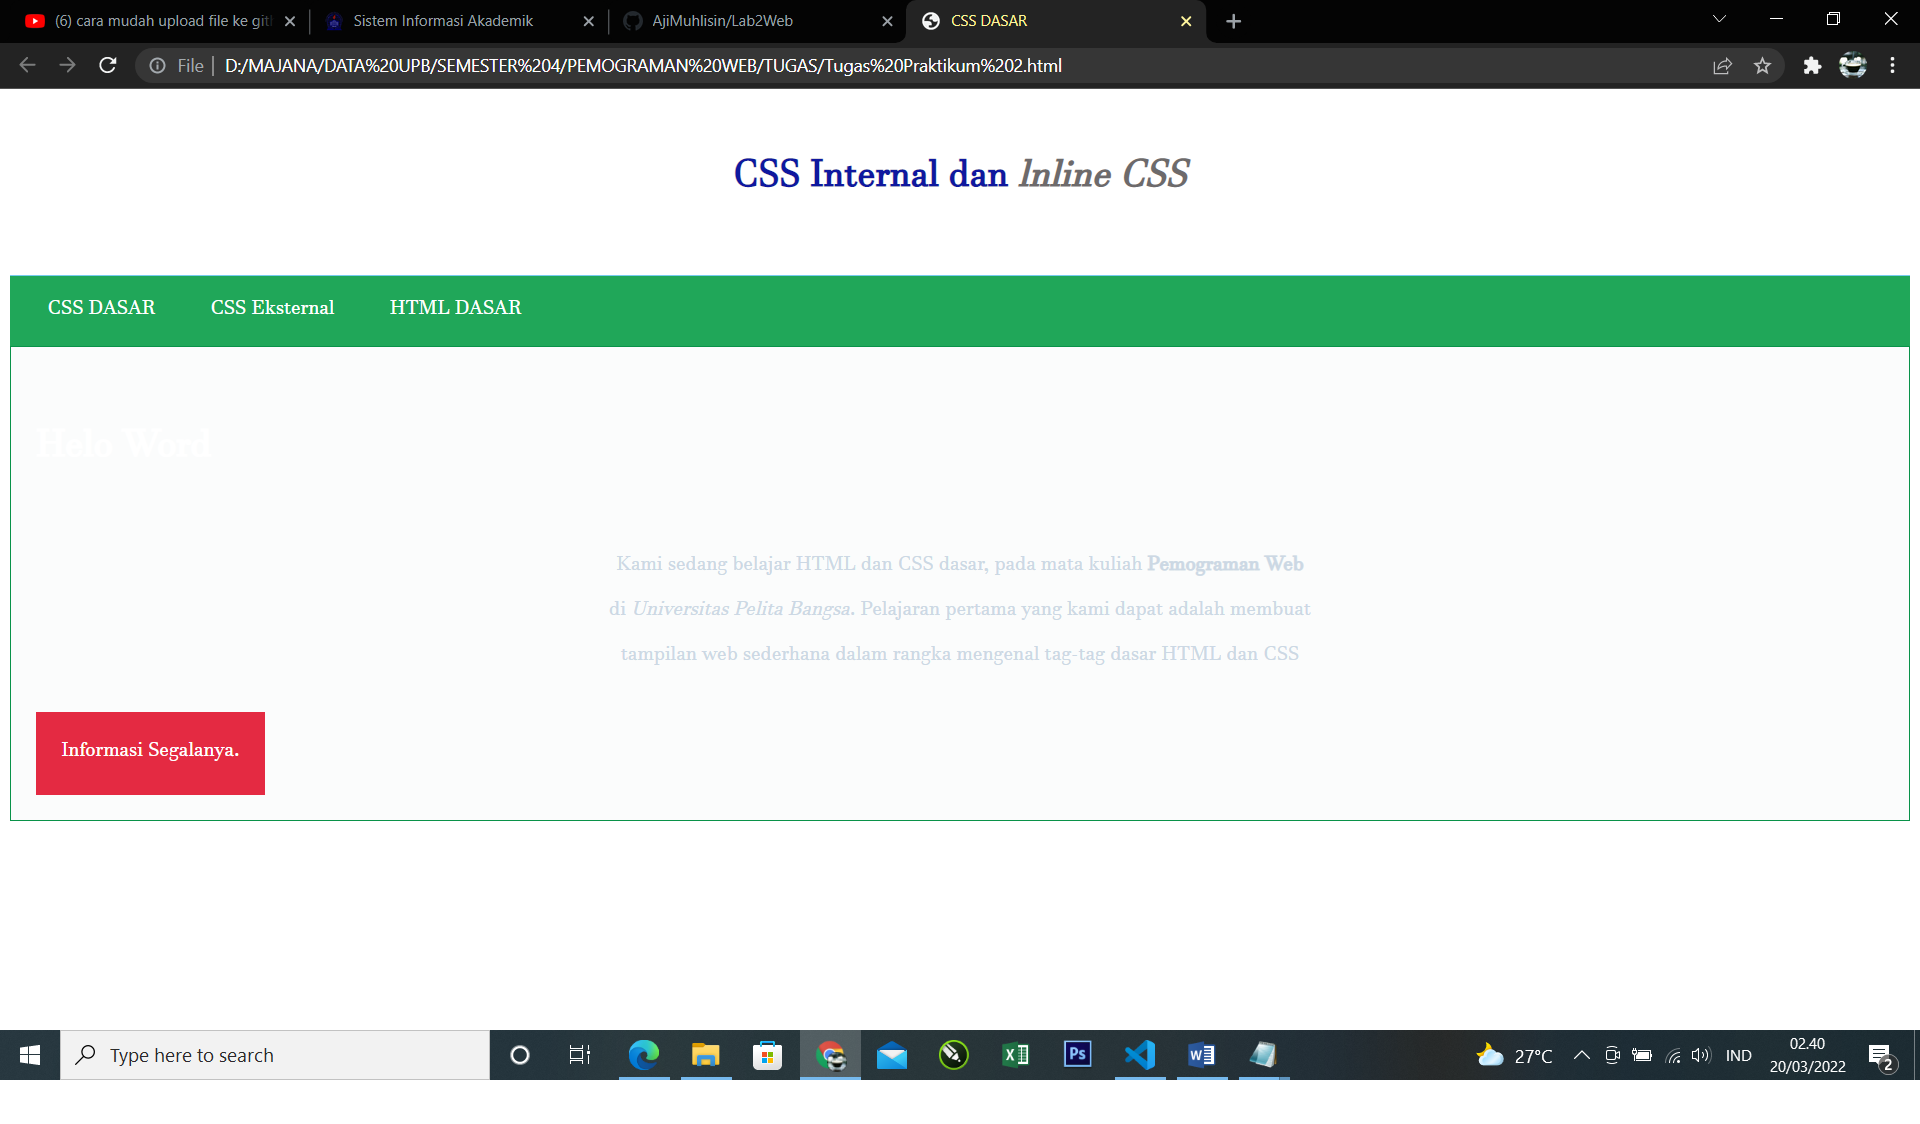 (6) cara mudah upload file ke gith
Sistem Informasi Akademik
AjiMuhlisin/Lab2Web
CSS DASAR
File
D:/MAJANA/DATA%20UPB/SEMESTER%204/PEMOGRAMAN%20WEB/TUGAS/Tugas%20Praktikum%202.html
CSS Internal dan Inline CSS
CSS DASAR
CSS Eksternal
HTML DASAR
Helo Word
Kami sedang belajar HTML dan CSS dasar, pada mata kuliah Pemograman Web
di Universitas Pelita Bangsa. Pelajaran pertama yang kami dapat adalah membuat
tampilan web sederhana dalam rangka mengenal tag-tag dasar HTML dan CSS
Informasi Segalanya.
Type here to search
Ps
27°C
IND
02.40
20/03/2022
2